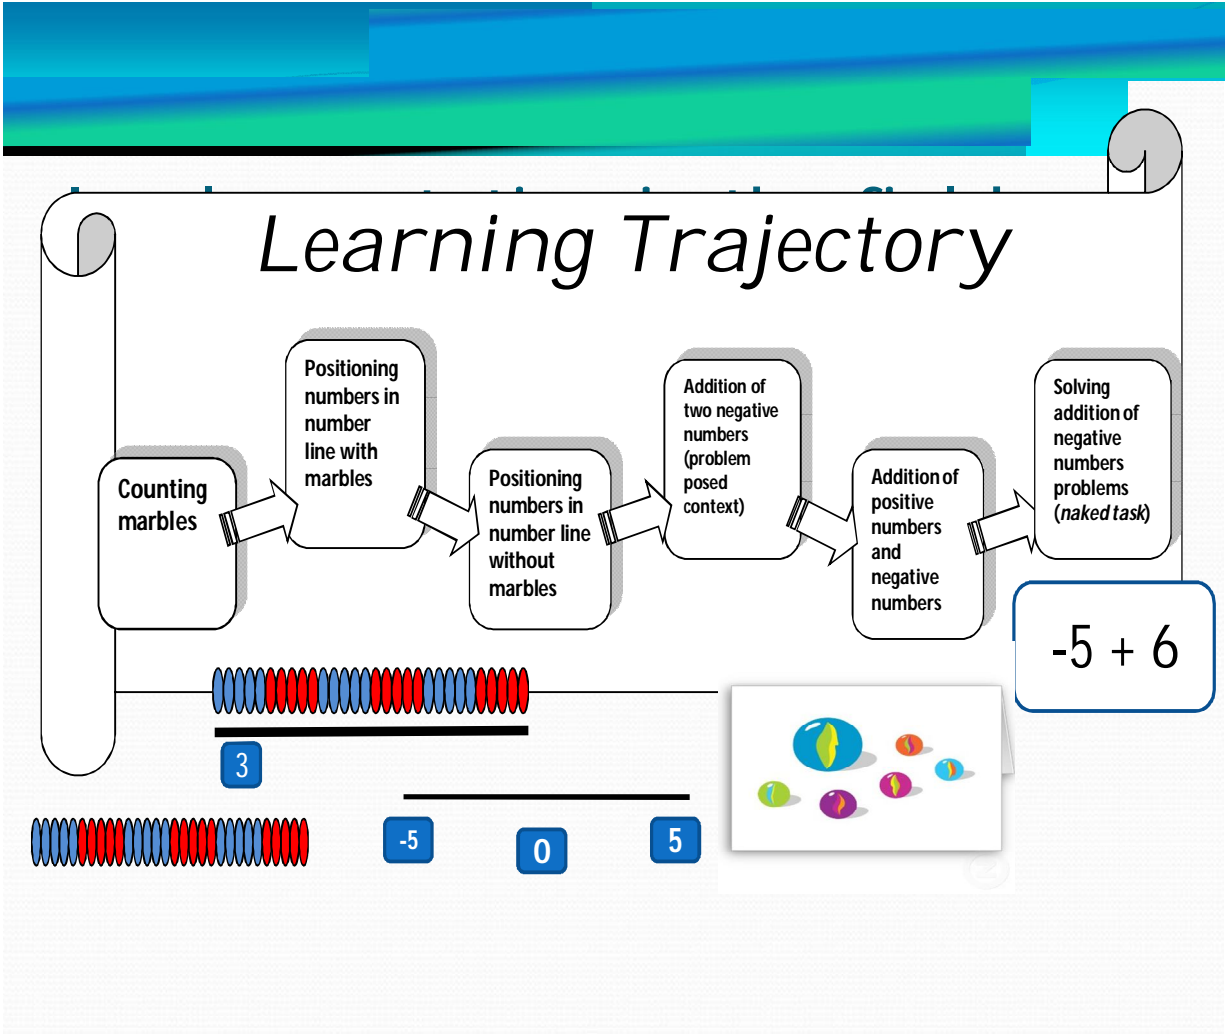 Learning Trajectory
Counting
marbles
Positioning
numbers in
number
line with
marbles
Positioning
numbers in
number line
without
marbles
Addition of
two negative
numbers
(problem
posed
context)
Addition of
positive
numbers
and
negative
numbers
Solving
addition of
negative
numbers
problems
(naked task)
-5 + 6
3
-5
0
5